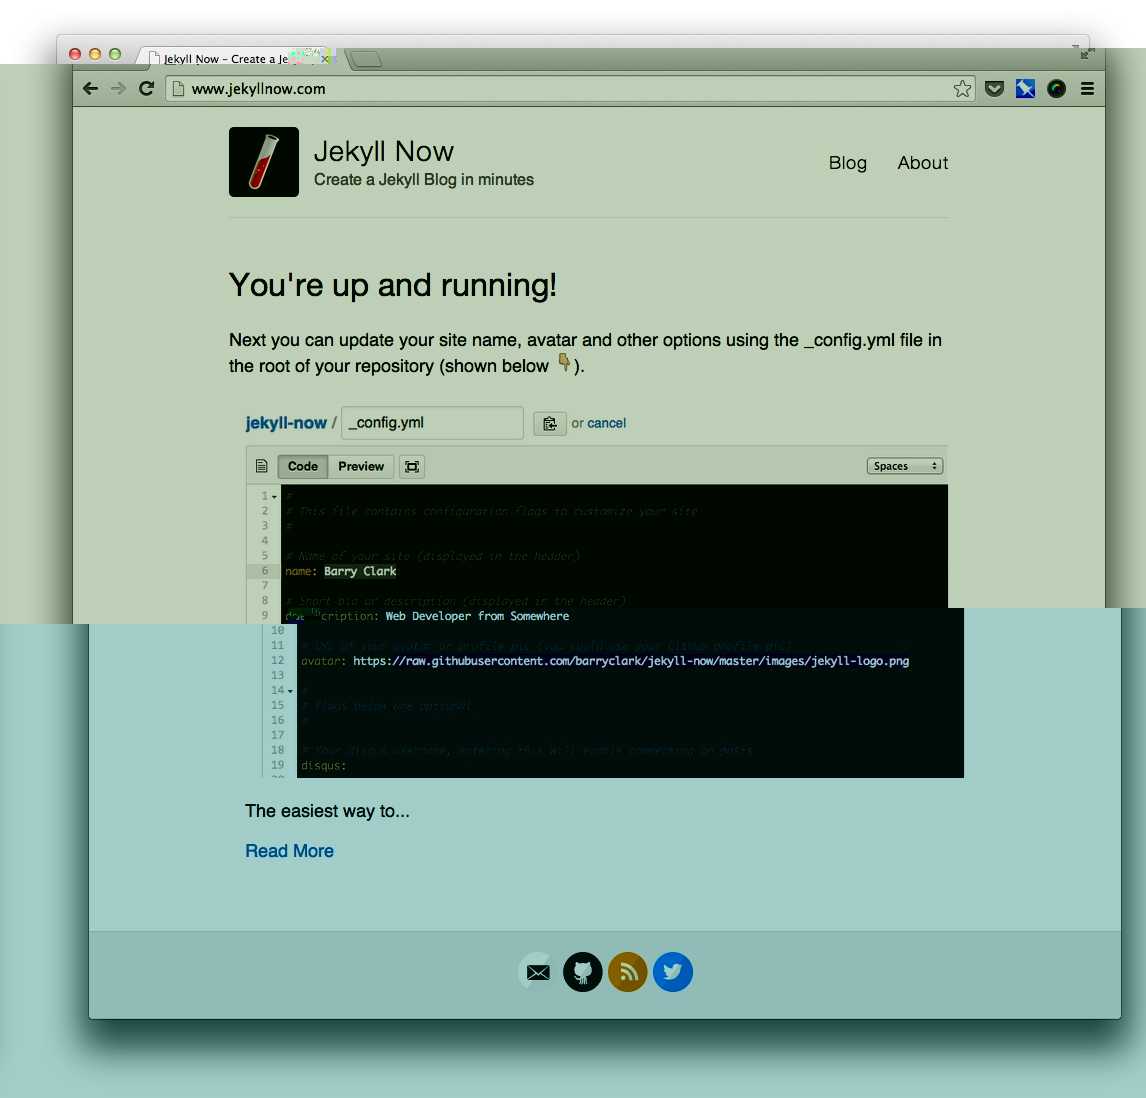 Jekyll Now – Create a Je
www.jekyllnow.com
Jekyll Now
Create a Jekyll Blog in minutes
Blog About
You're up and running!
Next you can update your site name, avatar and other options using the _config.yml file in
the root of your repository (shown below 👇).
jekyll-now / _config.yml or cancel
Code Preview Spaces
1 #
2 # This file contains configuration flags to customize your site
3 #
4
5 # Name of your site (displayed in the header)
6 name: Barry Clark
7
8 # Short bio or description (displayed in the header)
9 cription: Web Developer from Somewhere
10
11 # URL of your avatar or profile pic (you could use your GitHub profile pic)
12 avatar: https://raw.githubusercontent.com/barryclark/jekyll-now/master/images/jekyll-logo.png
13
14 #
15 # Flags below are optional
16 #
17
18 # Your disqus username, entering this will enable commenting on posts
19 disqus:
The easiest way to...
Read More